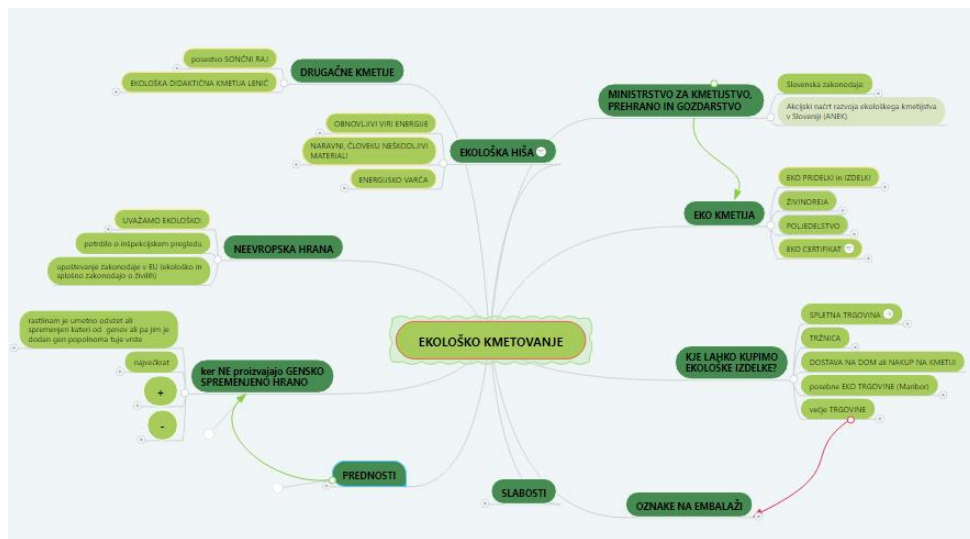 posestvo SONČNI RAJ
EKOLOŠKA DIDAKTIČNA KMETIJA LENIČ
DRUGAČNE KMETIJE
OBNOVLJIVI VIRI ENERGIJE
NARAVNI, ČLOVEKU NEŠKODLJIVI
MATERIALI
ENERGIJSKO VARČA
EKOLOŠKA HIŠA
UVAŽAMO EKOLOŠKO:
potrdilo o inšpekcijskem pregledu
upoštevanje zakonodaje v EU (ekološko in
splošno zakonodajo o živilih)
NEEVROPSKA HRANA
rastlinam je umetno odvzet ali
spremenjen kateri od genov ali pa jim je
dodan gen popolnoma tuje vrste
največkrat
+
-
ker NE proizvajajo GENSKO
SPREMENJENO HRANO
PREDNOSTI
EKOLOŠKO KMETOVANJE
MINISTRSTVO ZA KMETIJSTVO,
PREHRANO IN GOZDARSTVO
Slovenska zakonodaja:
Akcijski načrt razvoja ekološkega kmetijstva
v Sloveniji (ANEK)
EKO KMETIJA
EKO PRIDELKI in IZDELKI
ŽIVINOREJA
POLJEDELSTVO
EKO CERTIFIKAT
KJE LAHKO KUPIMO
EKOLOŠKE IZDELKE?
SPLETNA TRGOVINA
TRŽNICA
DOSTAVA NA DOM ali NAKUP NA KMETIJI
posebne EKO TRGOVINE (Maribor)
večje TRGOVINE
SLABOSTI
OZNAKE NA EMBALAŽI